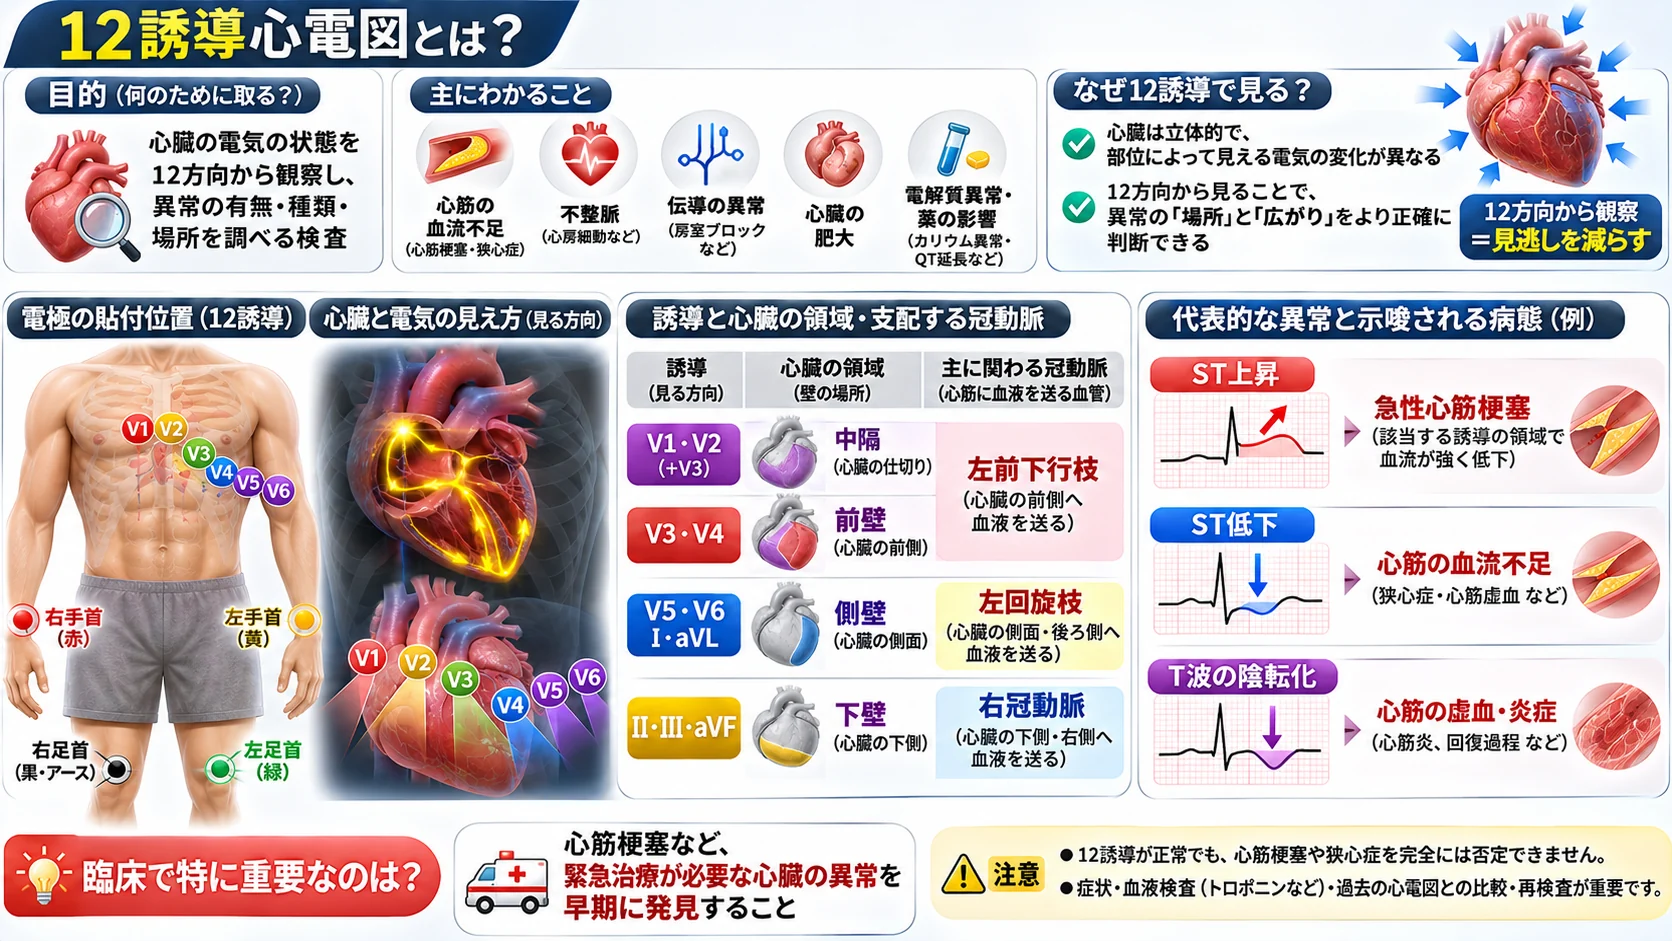 12誘導心電図とは？
目的（何のために取る？）
心臓の電気の状態を
12方向から観察し、
異常の有無・種類・
場所を調べる検査
主にわかること
心筋の
血流不足
（心筋梗塞・狭心症）
不整脈
（心房細動など）
伝導の異常
（房室ブロック
など）
心臓の
肥大
電解質異常・
薬の影響
（カリウム異常・
QT延長など）
なぜ12誘導で見る？
心臓は立体的で、
部位によって見える電気の変化が異なる
12方向から見ることで、
異常の「場所」と「広がり」をより正確に
判断できる
12方向から観察
＝見逃しを減らす
電極の貼付位置（12誘導）
V1
V2
V3
V4
V5
V6
右手首
（赤）
左手首
（黄）
右足首
（果・アース）
左足首
（緑）
心臓と電気の見え方（見る方向）
V1
V2
V3
V4
V5
V6
誘導と心臓の領域・支配する冠動脈
誘導
（見る方向）
心臓の領域
（壁の場所）
主に関わる冠動脈
（心筋に血液を送る血管）
V1・V2
（+V3）
中隔
（心臓の仕切り）
左前下行枝
（心臓の前側へ
血液を送る）
V3・V4
前壁
（心臓の前側）
V5・V6
I・aVL
側壁
（心臓の側面）
左回旋枝
（心臓の側面・後ろ側へ
血液を送る）
II・III・aVF
下壁
（心臓の下側）
右冠動脈
（心臓の下側・右側へ
血液を送る）
代表的な異常と示唆される病態（例）
ST上昇
急性心筋梗塞
（該当する誘導の領域で
血流が強く低下）
ST低下
心筋の血流不足
（狭心症・心筋虚血 など）
T波の陰転化
心筋の虚血・炎症
（心筋炎、回復過程 など）
臨床で特に重要なのは？
心筋梗塞など、
緊急治療が必要な心臓の異常を
早期に発見すること
注意
● 12誘導が正常でも、心筋梗塞や狭心症を完全には否定できません。
● 症状・血液検査（トロポニンなど）・過去の心電図との比較・再検査が重要です。